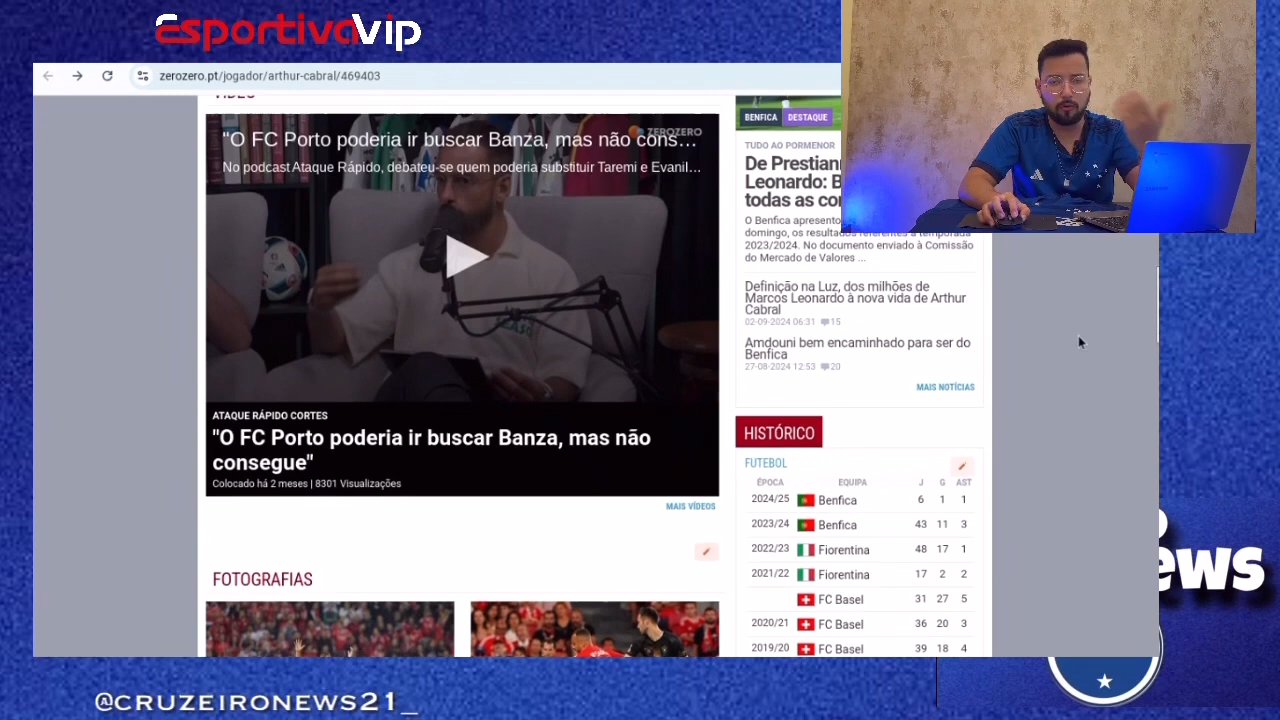 EsportivaVip
zerozero.pt/jogador/arthur-cabral/469403
VÍDEO
"O FC Porto poderia ir buscar Banza, mas não cons...
ZEROZERO
No podcast Ataque Rápido, debateu-se quem poderia substituir Taremi e Evanil...
ATAQUE RÁPIDO CORTES
"O FC Porto poderia ir buscar Banza, mas não
consegue"
Colocado há 2 meses | 8301 Visualizações
MAIS VÍDEOS
FOTOGRAFIAS
BENFICA DESTAQUE
TUDO AO PORMENOR
De Prestian
Leonardo: B
todas as co
O Benfica apresento
domingo, os resultados referentes à temporada
2023/2024. No documento enviado à Comissão
do Mercado de Valores ...
Definição na Luz, dos milhões de
Marcos Leonardo à nova vida de Arthur
Cabral
02-09-2024 06:31 15
Amdouni bem encaminhado para ser do
Benfica
27-08-2024 12:53 20
MAIS NOTÍCIAS
HISTÓRICO
FUTEBOL
ÉPOCA EQUIPA J G AST
2024/25 Benfica 6 1 1
2023/24 Benfica 43 11 3
2022/23 Fiorentina 48 17 1
2021/22 Fiorentina 17 2 2
FC Basel 31 27 5
2020/21 FC Basel 36 20 3
2019/20 FC Basel 39 18 4
ews
@CRUZEIRONEWS21_